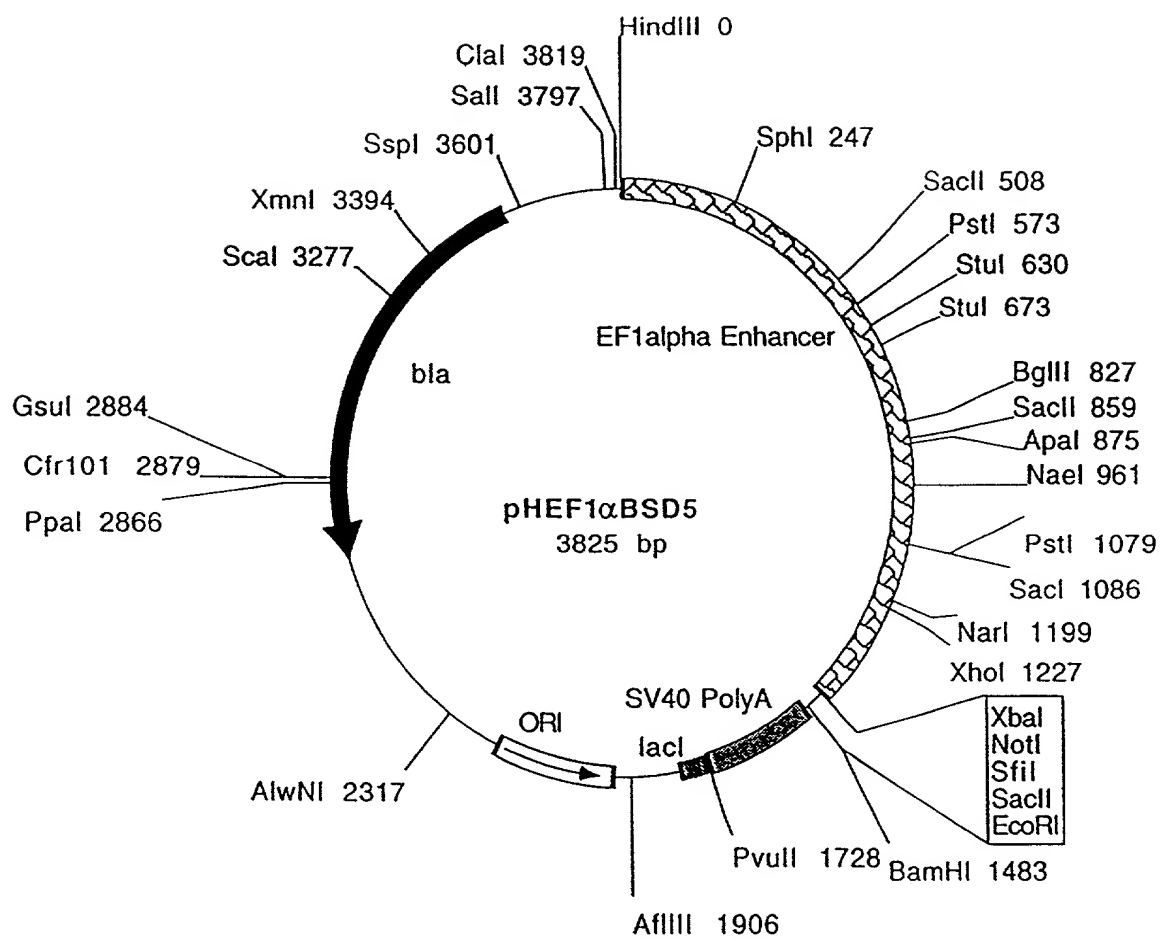 HindIII 0
ClaI 3819
SalI 3797
SspI 3601
SphI 247
XmnI 3394
SacII 508
PstI 573
ScaI 3277
StuI 630
StuI 673
EF1alpha Enhancer
bla
BglII 827
GsuI 2884
SacII 859
ApaI 875
Cfr101 2879
NaeI 961
pHEF1αBSD5
PpaI 2866
3825 bp
PstI 1079
SacI 1086
NarI 1199
XhoI 1227
SV40 PolyA
XbaI
ORI
lacI
NotI
SfiI
AlwNI 2317
SacII
EcoRI
PvuII 1728
BamHI 1483
AflIII 1906